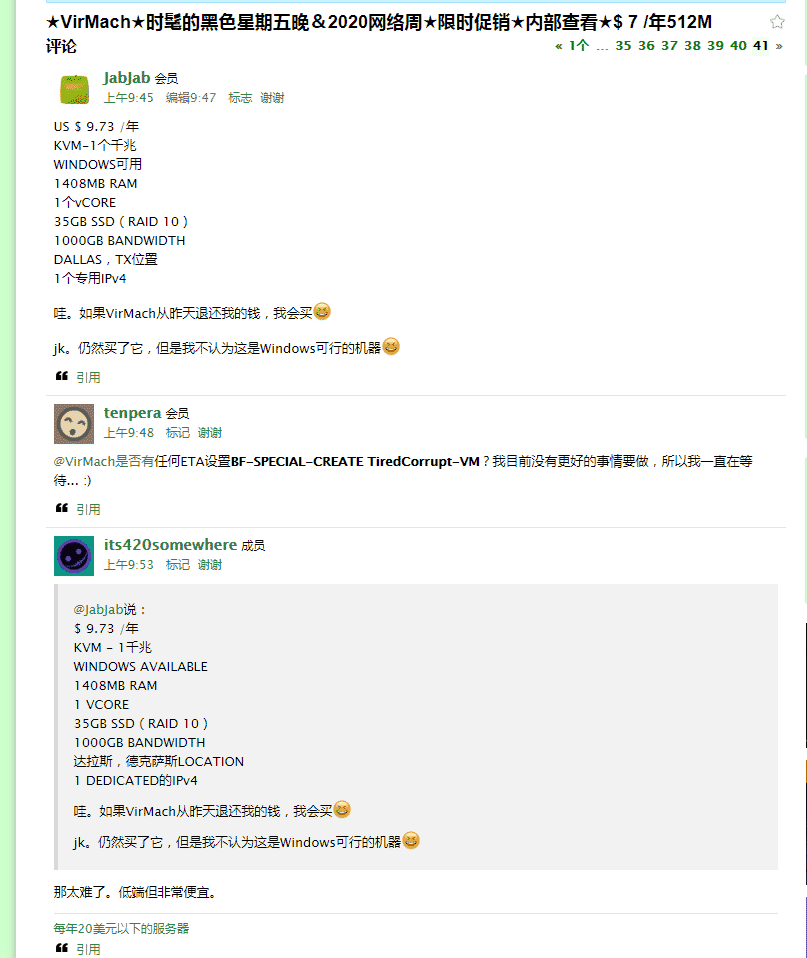 ★VirMach★时髦的黑色星期五晚＆2020网络周★限时促销★内部查看★$ 7 /年512M
评论
« 1个 ... 35 36 37 38 39 40 41 »
JabJab 会员
上午9:45 编辑9:47 标志 谢谢
US $ 9.73 /年
KVM-1个千兆
WINDOWS可用
1408MB RAM
1个vCORE
35GB SSD（RAID 10）
1000GB BANDWIDTH
DALLAS，TX位置
1个专用IPv4
哇。如果VirMach从昨天退还我的钱，我会买😆
jk。仍然买了它，但是我不认为这是Windows可行的机器😆
❝ 引用
tenpera 会员
上午9:48 标记 谢谢
@VirMach是否有任何ETA设置BF-SPECIAL-CREATE TiredCorrupt-VM？我目前没有更好的事情要做，所以我一直在等
待... :)
❝ 引用
its420somewhere 成员
上午9:53 标记 谢谢
@JabJab说：
$ 9.73 /年
KVM - 1千兆
WINDOWS AVAILABLE
1408MB RAM
1 VCORE
35GB SSD（RAID 10）
1000GB BANDWIDTH
达拉斯，德克萨斯LOCATION
1 DEDICATED的IPv4
哇。如果VirMach从昨天退还我的钱，我会买😆
jk。仍然买了它，但是我不认为这是Windows可行的机器😆
那太难了。低端但非常便宜。
每年20美元以下的服务器
❝ 引用